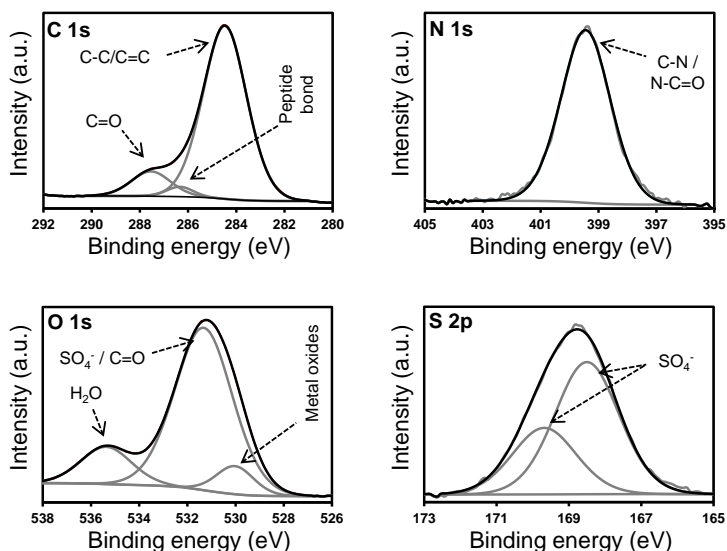 C 1s
C-C/C=C
C=O
Peptide
bond
Intensity (a.u.)
292 290 288 286 284 282 280
Binding energy (eV)
N 1s
C-N /
N-C=O
Intensity (a.u.)
405 403 401 399 397 395
Binding energy (eV)
O 1s
SO₄⁻ / C=O
H₂O
Metal oxides
Intensity (a.u.)
538 536 534 532 530 528 526
Binding energy (eV)
S 2p
SO₄⁻
Intensity (a.u.)
173 171 169 167 165
Binding energy (eV)